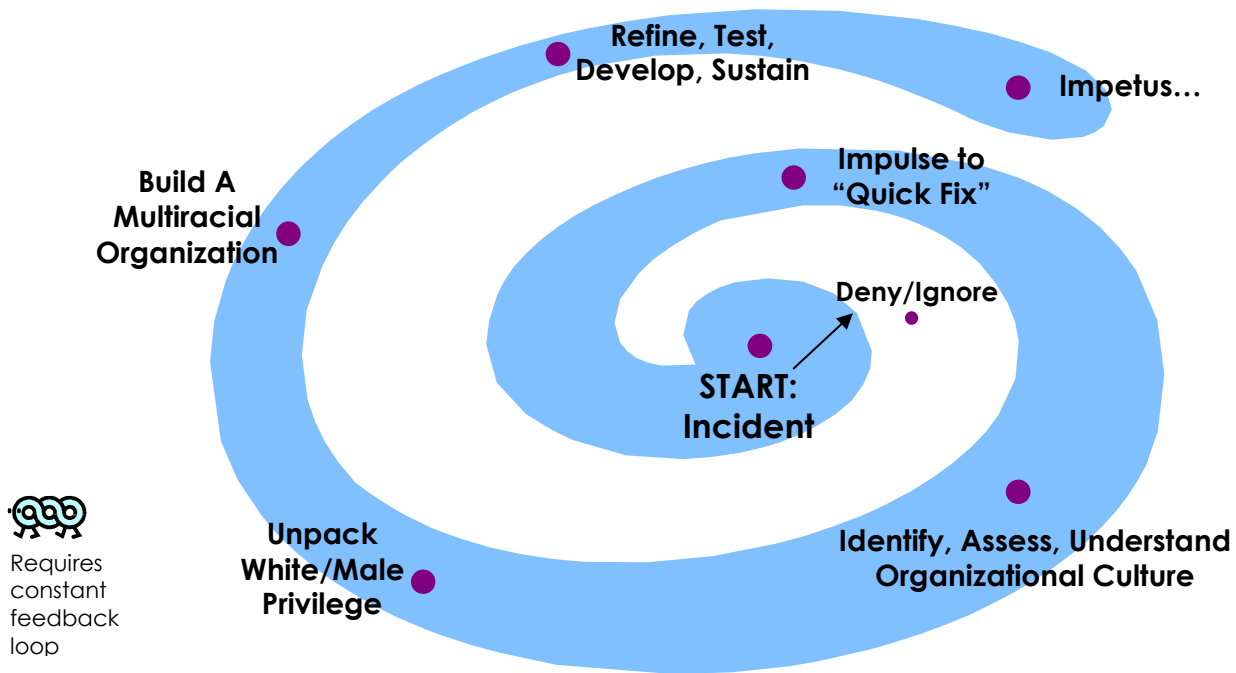 Refine, Test,
Develop, Sustain
Impetus…
Impulse to
“Quick Fix”
Build A
Multiracial
Organization
Deny/Ignore
START:
Incident
Unpack
White/Male
Privilege
Identify, Assess, Understand
Organizational Culture
Requires
constant
feedback
loop